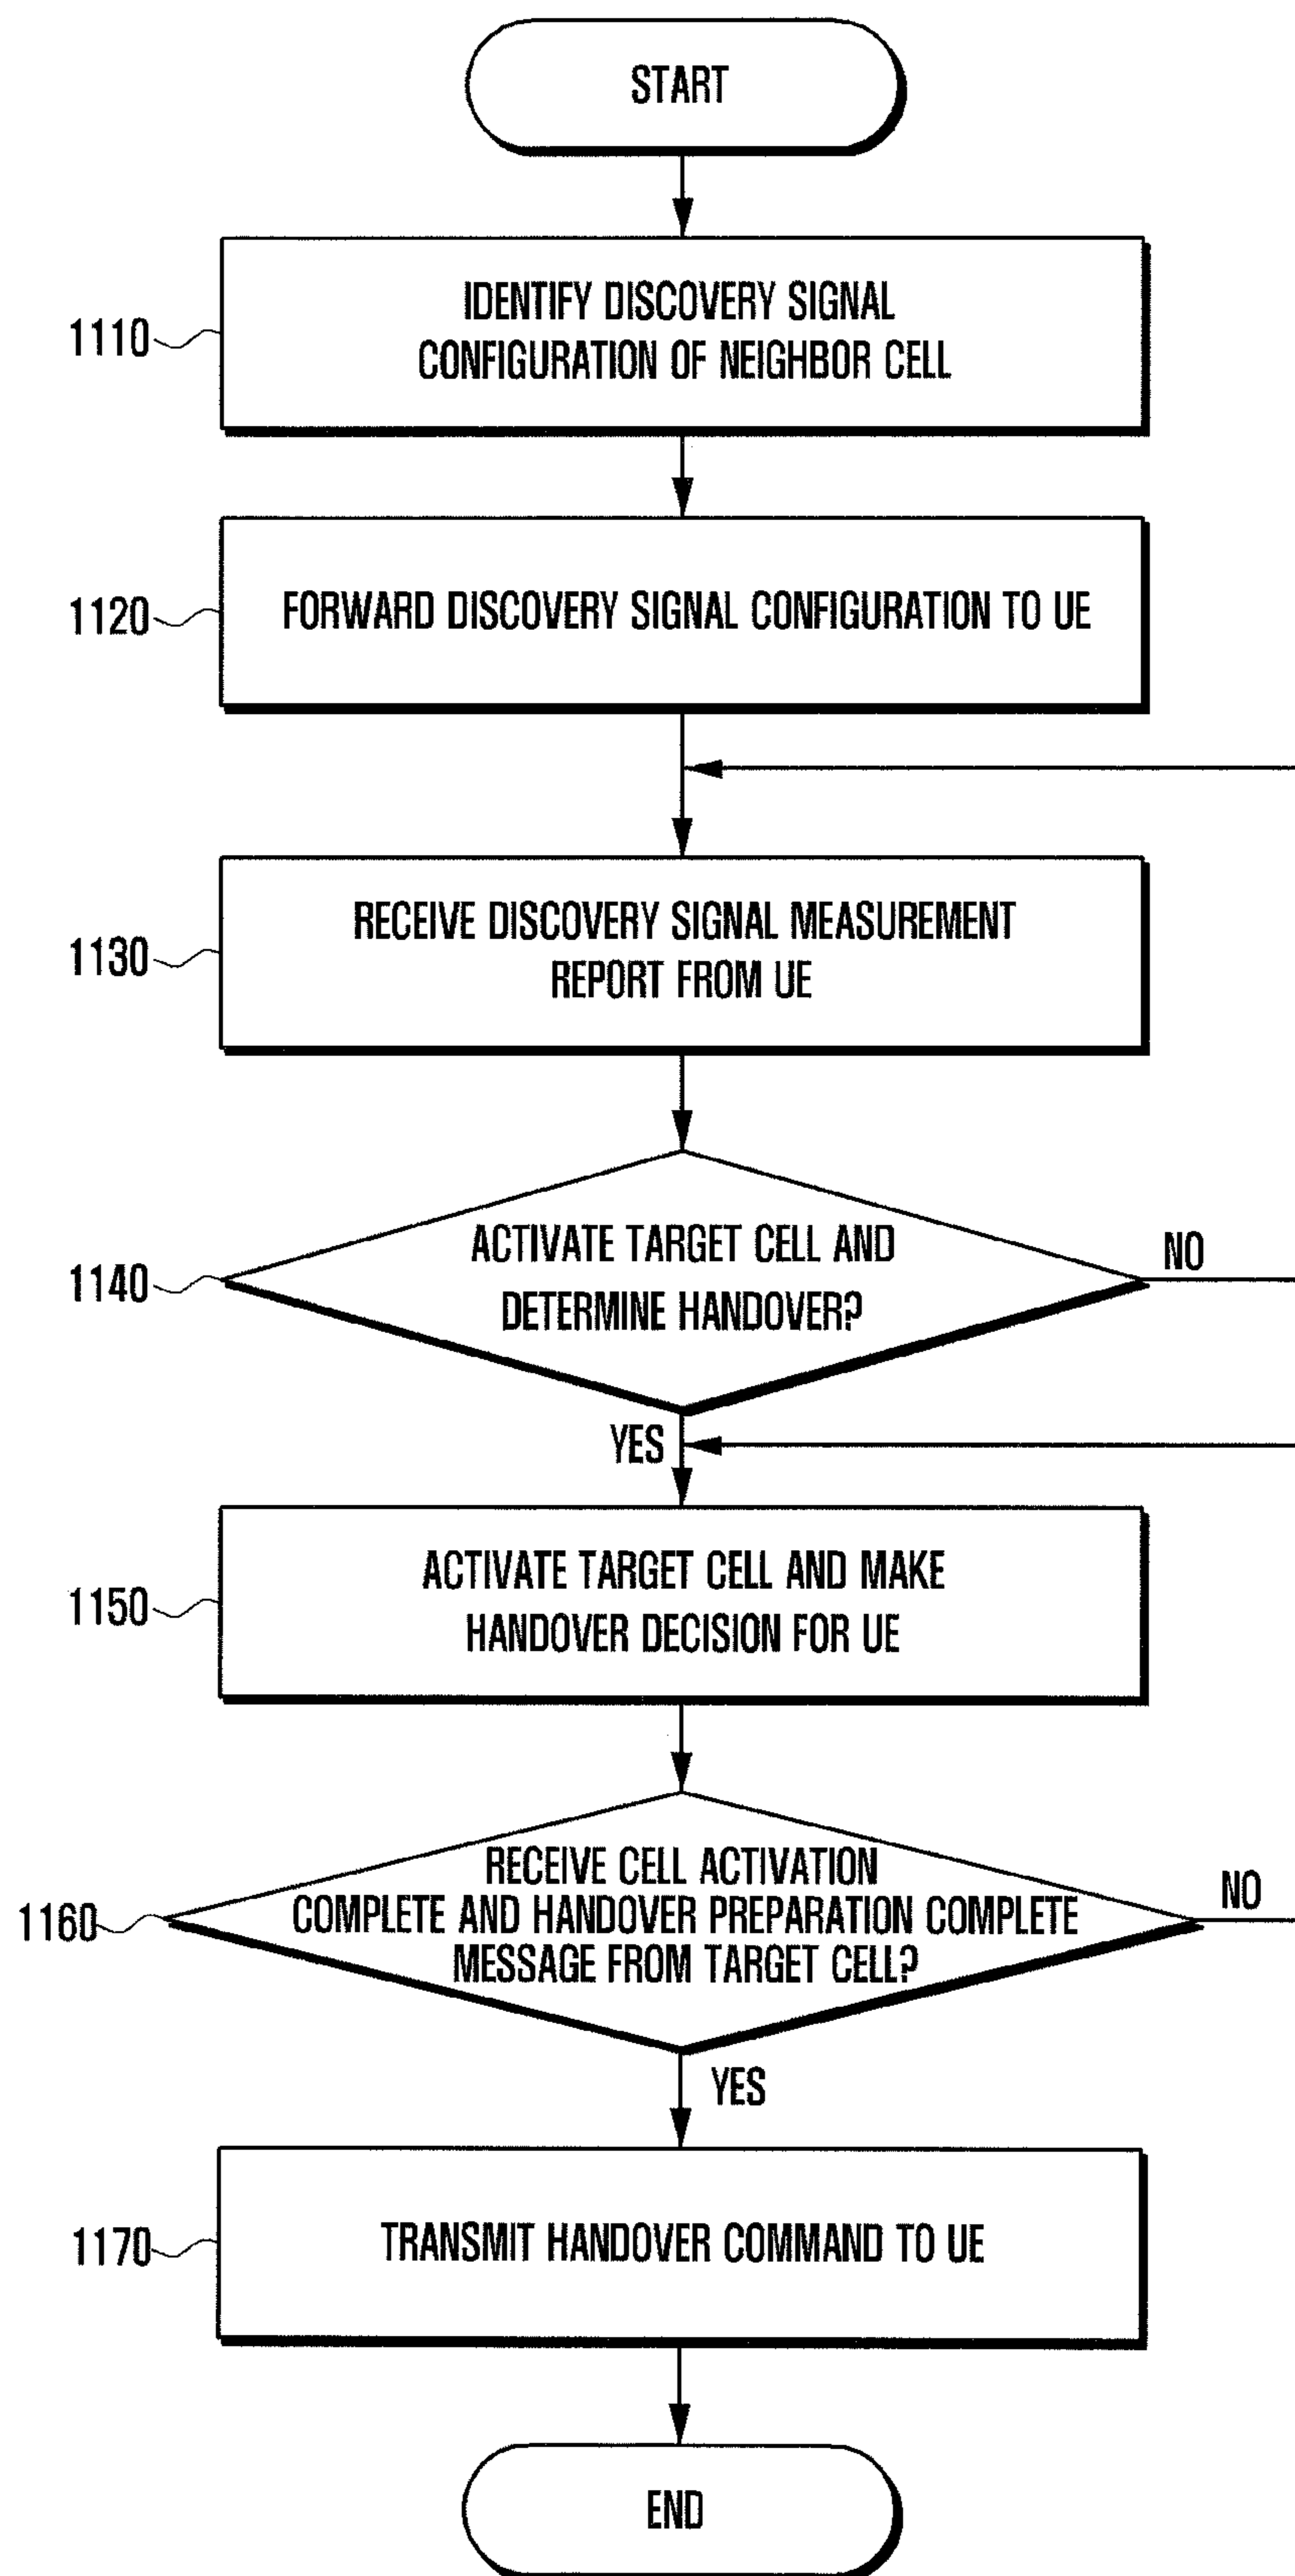 START
1110
IDENTIFY DISCOVERY SIGNAL
CONFIGURATION OF NEIGHBOR CELL
1120
FORWARD DISCOVERY SIGNAL CONFIGURATION TO UE
1130
RECEIVE DISCOVERY SIGNAL MEASUREMENT
REPORT FROM UE
1140
ACTIVATE TARGET CELL AND
DETERMINE HANDOVER?
NO
YES
1150
ACTIVATE TARGET CELL AND MAKE
HANDOVER DECISION FOR UE
1160
RECEIVE CELL ACTIVATION
COMPLETE AND HANDOVER PREPARATION COMPLETE
MESSAGE FROM TARGET CELL?
NO
YES
1170
TRANSMIT HANDOVER COMMAND TO UE
END